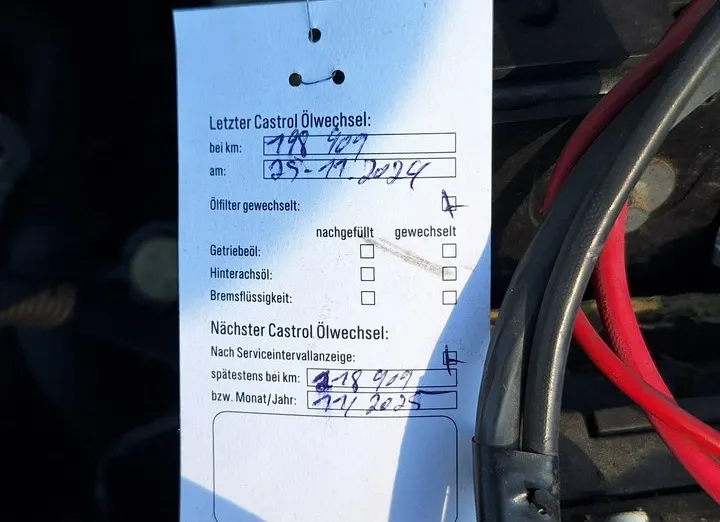 Letzter Castrol Ölwechsel:
bei km: 198 909
am: 25-11.2024
Ölfilter gewechselt:
nachgefüllt gewechselt
Getriebeöl:
Hinterachsöl:
Bremsflüssigkeit:
Nächster Castrol Ölwechsel:
Nach Serviceintervallanzeige:
spätestens bei km: 218 909
bzw. Monat/Jahr: 11/2025